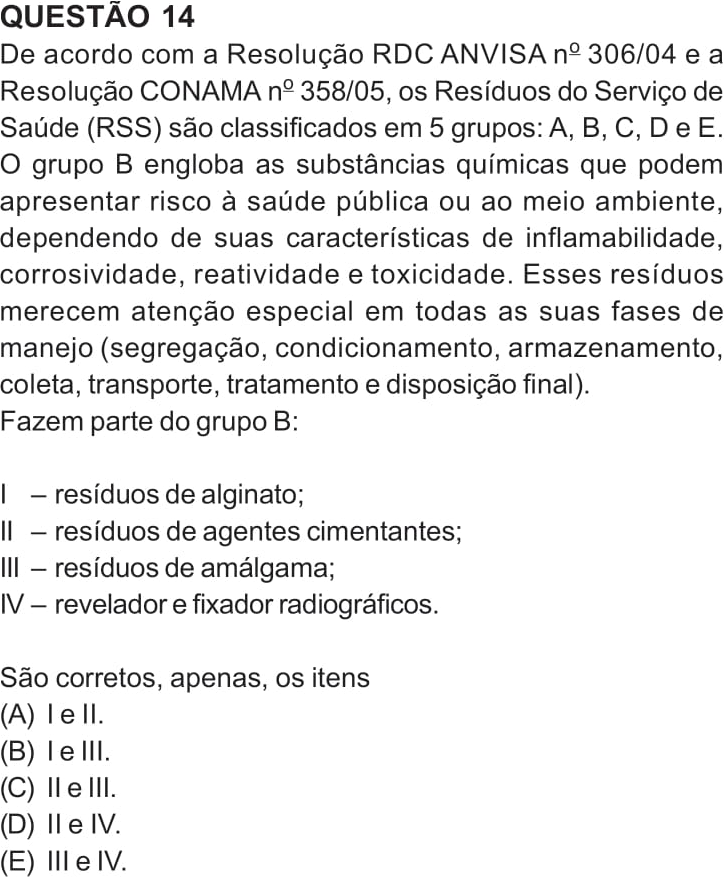 QUESTÃO 14
De acordo com a Resolução RDC ANVISA nº 306/04 e a
Resolução CONAMA nº 358/05, os Resíduos do Serviço de
Saúde (RSS) são classificados em 5 grupos: A, B, C, D e E.
O grupo B engloba as substâncias químicas que podem
apresentar risco à saúde pública ou ao meio ambiente,
dependendo de suas características de inflamabilidade,
corrosividade, reatividade e toxicidade. Esses resíduos
merecem atenção especial em todas as suas fases de
manejo (segregação, condicionamento, armazenamento,
coleta, transporte, tratamento e disposição final).
Fazem parte do grupo B:
I – resíduos de alginato;
II – resíduos de agentes cimentantes;
III – resíduos de amálgama;
IV – revelador e fixador radiográficos.
São corretos, apenas, os itens
(A) I e II.
(B) I e III.
(C) II e III.
(D) II e IV.
(E) III e IV.